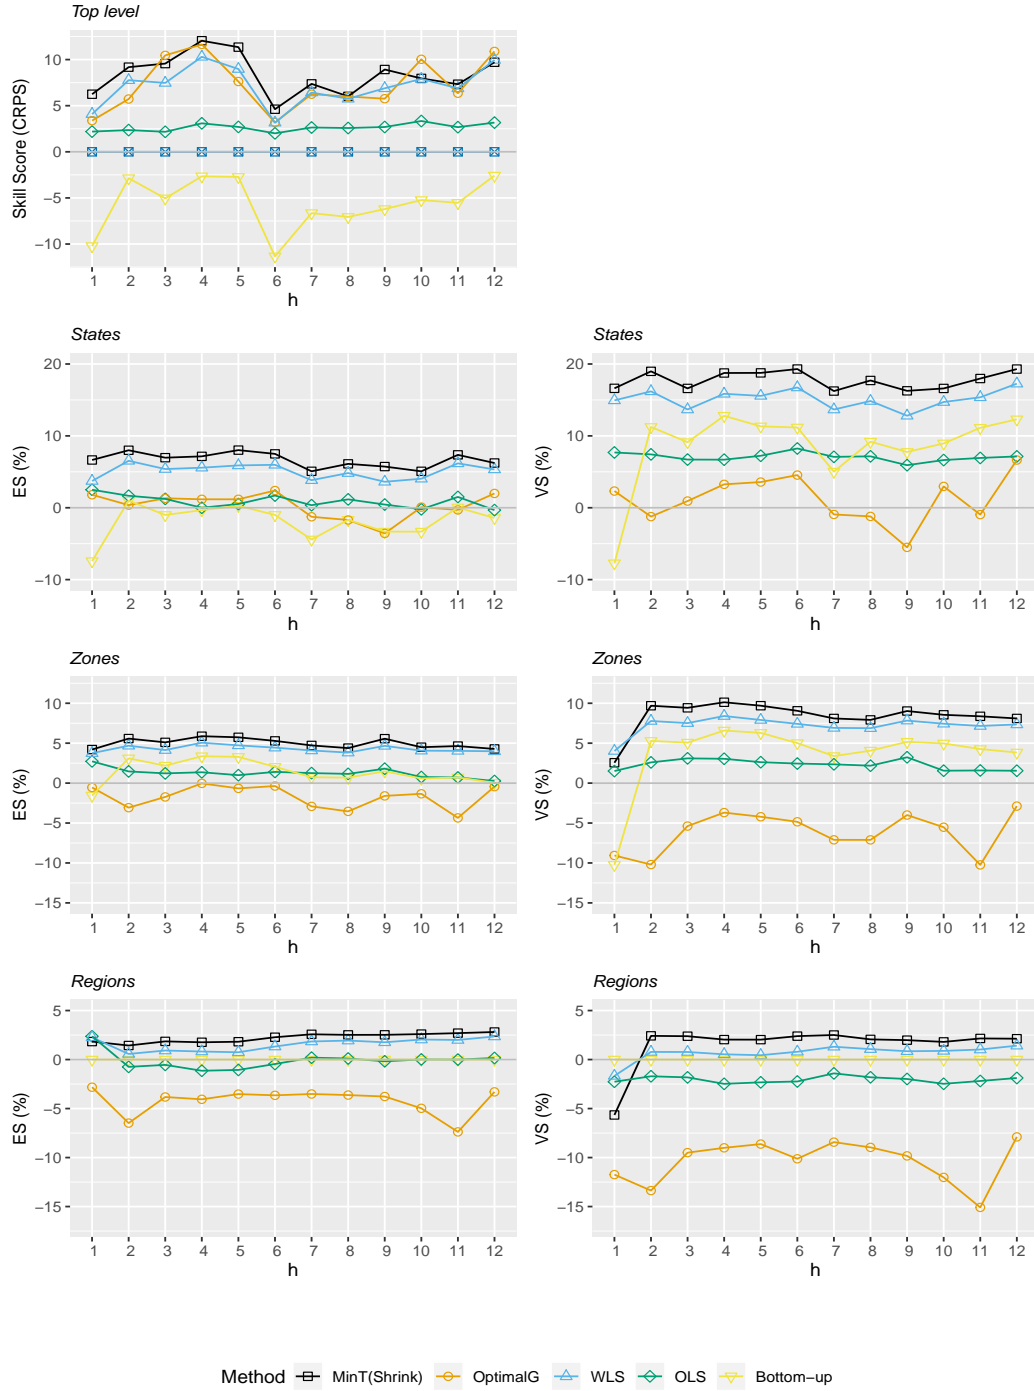 Top level
Skill Score (CRPS)
10
5
0
−5
−10
1 2 3 4 5 6 7 8 9 10 11 12
h
States
ES (%)
20
10
0
−10
1 2 3 4 5 6 7 8 9 10 11 12
h
States
VS (%)
20
10
0
−10
1 2 3 4 5 6 7 8 9 10 11 12
h
Zones
ES (%)
10
5
0
−5
−10
−15
1 2 3 4 5 6 7 8 9 10 11 12
h
Zones
VS (%)
10
5
0
−5
−10
−15
1 2 3 4 5 6 7 8 9 10 11 12
h
Regions
ES (%)
5
0
−5
−10
−15
1 2 3 4 5 6 7 8 9 10 11 12
h
Regions
VS (%)
5
0
−5
−10
−15
1 2 3 4 5 6 7 8 9 10 11 12
h
Method MinT(Shrink) OptimalG WLS OLS Bottom−up